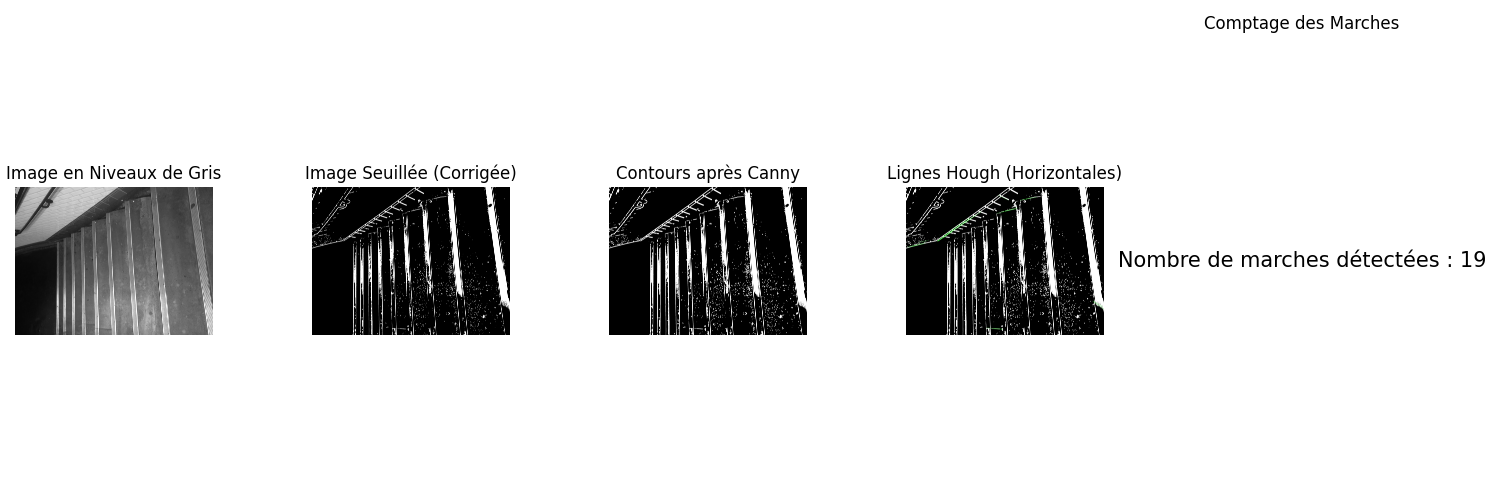 Comptage des Marches
Image en Niveaux de Gris
Image Seuillée (Corrigée)
Contours après Canny
Lignes Hough (Horizontales)
Nombre de marches détectées : 19